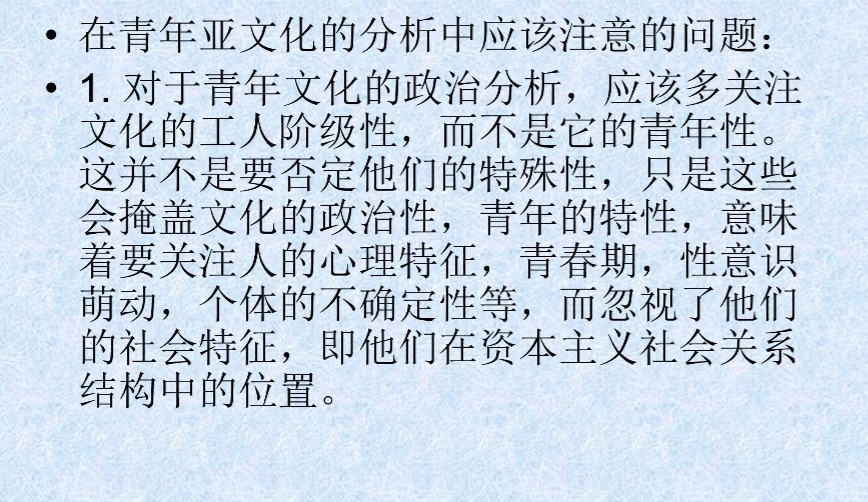 • 在青年亚文化的分析中应该注意的问题：
• 1. 对于青年文化的政治分析，应该多关注
文化的工人阶级性，而不是它的青年性。
这并不是要否定他们的特殊性，只是这些
会掩盖文化的政治性，青年的特性，意味
着要关注人的心理特征，青春期，性意识
萌动，个体的不确定性等，而忽视了他们
的社会特征，即他们在资本主义社会关系
结构中的位置。